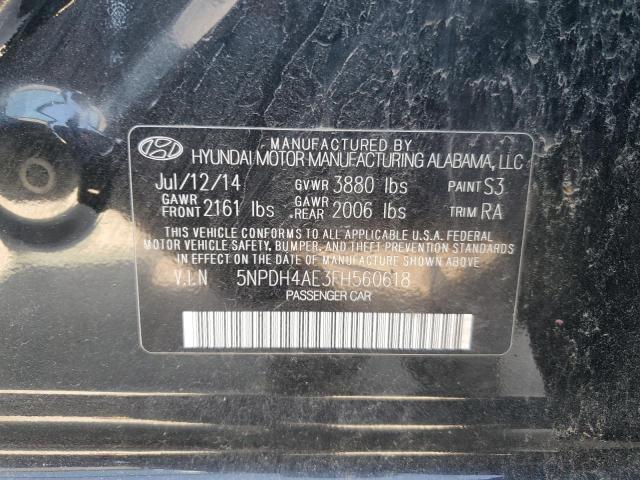 MANUFACTURED BY
HYUNDAI MOTOR MANUFACTURING ALABAMA, LLC
Jul/12/14 GVWR 3880 lbs PAINT S3
GAWR FRONT 2161 lbs GAWR .REAR 2006 lbs TRIM RA
THIS VEHICLE CONFORMS TO ALL APPLICABLE U.S.A. FEDERAL
MOTOR VEHICLE SAFETY, BUMPER, AND THEFT PREVENTION STANDARDS
IN EFFECT ON THE DATE OF MANUFACTURE SHOWN ABOVE
V.I.N 5NPDH4AE3FH560618
PASSENGER CAR